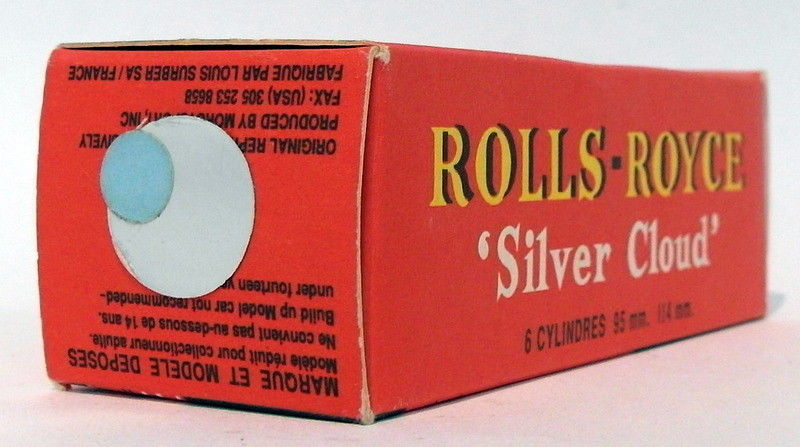 ROLLS-ROYCE
'Silver Cloud'
6 CYLINDRES 95 mm. 114 mm.
MARQUE ET MODELE DEPOSES
Modèle réduit pour collectionneur adulte.
Ne convient pas au-dessous de 14 ans.
Build up Model car not recommended-
under fourteen
ORIGINAL
PRODUCED BY INC
FAX: (USA) 305 253 8658
FABRIQUE PAR LOUIS SURBER SA / FRANCE